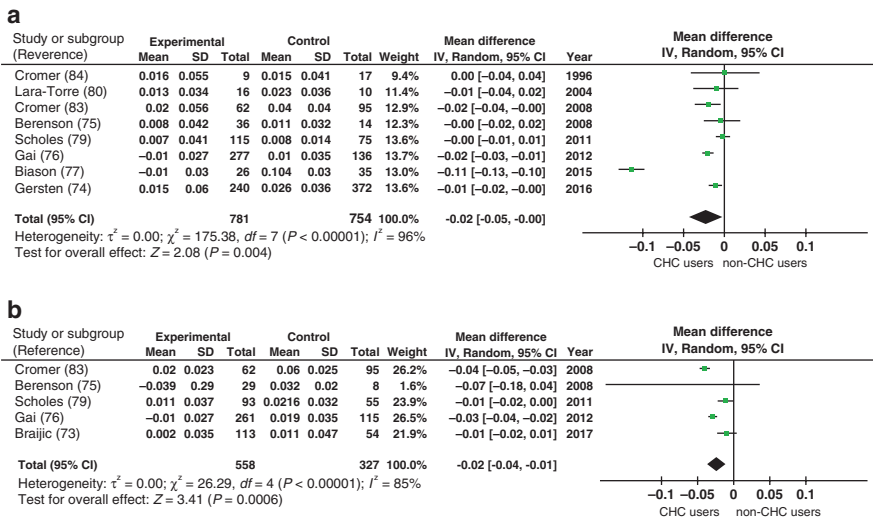 a
Study or subgroup Experimental Control Mean difference Mean difference
(Reverence) Mean SD Total Mean SD Total Weight IV, Random, 95% CI Year IV, Random, 95% CI
Cromer (84) 0.016 0.055 9 0.015 0.041 17 9.4% 0.00 [−0.04, 0.04] 1996
Lara-Torre (80) 0.013 0.034 16 0.023 0.036 10 11.4% −0.01 [−0.04, 0.02] 2004
Cromer (83) 0.02 0.056 62 0.04 0.04 95 12.9% −0.02 [−0.04, −0.00] 2008
Berenson (75) 0.008 0.042 36 0.011 0.032 14 12.3% −0.00 [−0.02, 0.02] 2008
Scholes (79) 0.007 0.041 115 0.008 0.014 75 13.6% −0.00 [−0.01, 0.01] 2011
Gai (76) −0.01 0.027 277 0.01 0.035 136 13.7% −0.02 [−0.03, −0.01] 2012
Biason (77) −0.01 0.03 26 0.104 0.03 35 13.2% −0.11 [−0.13, −0.10] 2015
Gersten (74) 0.015 0.06 240 0.026 0.036 372 13.6% −0.01 [−0.02, −0.00] 2016
Total (95% CI) 781 754 100.0% -0.02 [-0.05, -0.00]
Heterogeneity: τ^z = 0.00; χ^z = 175.38, df = 7 (P < 0.00001); I^z = 96%
Test for overall effect: Z = 2.08 (P = 0.004)
−0.1 −0.05 0 0.05 0.1
CHC users non-CHC users
b
Study or subgroup Experimental Control Mean difference Mean difference
(Reference) Mean SD Total Mean SD Total Weight IV, Random, 95% CI Year IV, Random, 95% CI
Cromer (83) 0.02 0.023 62 0.06 0.025 95 26.2% −0.04 [−0.05, −0.03] 2008
Berenson (75) −0.039 0.29 29 0.032 0.02 8 1.6% −0.07 [−0.18, 0.04] 2008
Scholes (79) 0.011 0.037 93 0.0216 0.032 55 23.9% −0.01 [−0.02, 0.00] 2011
Gai (76) −0.01 0.027 261 0.019 0.035 115 26.5% −0.03 [−0.04, −0.02] 2012
Braijic (73) 0.002 0.035 113 0.011 0.047 54 21.9% −0.01 [−0.02, 0.01] 2017
Total (95% CI) 558 327 100.0% -0.02 [-0.04, -0.01]
Heterogeneity: τ^z = 0.00; χ^z = 26.29, df = 4 (P < 0.00001); I^z = 85%
Test for overall effect: Z = 3.41 (P = 0.0006)
−0.1 −0.05 0 0.05 0.1
CHC users non-CHC users